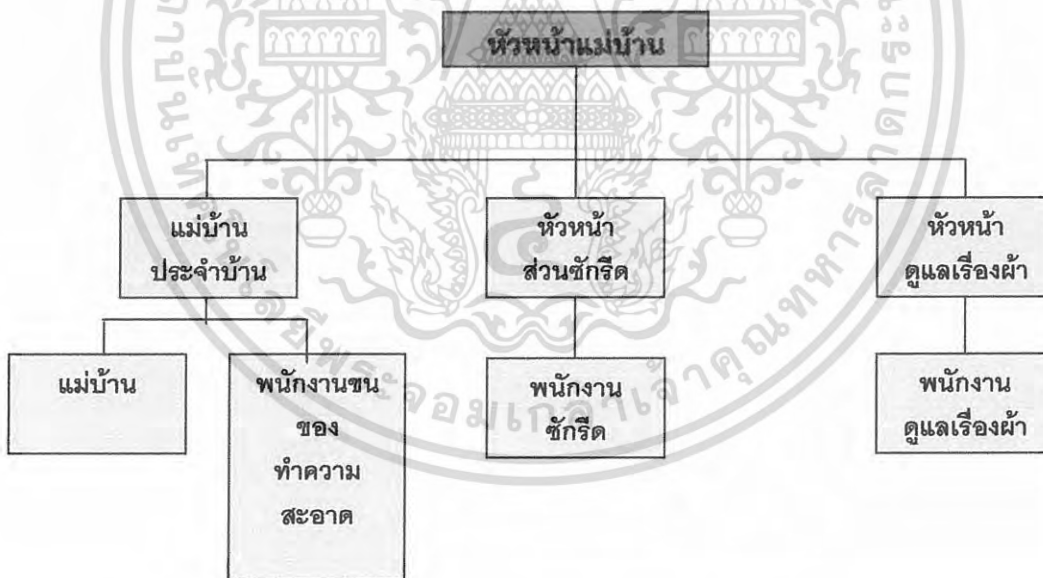 หัวหน้าแม่บ้าน
แม่บ้าน
ประจำบ้าน
หัวหน้า
ส่วนซักรีด
หัวหน้า
ดูแลเรื่องผ้า
แม่บ้าน
พนักงานขน
ของ
ทำความ
สะอาด
พนักงาน
ซักรีด
พนักงาน
ดูแลเรื่องผ้า